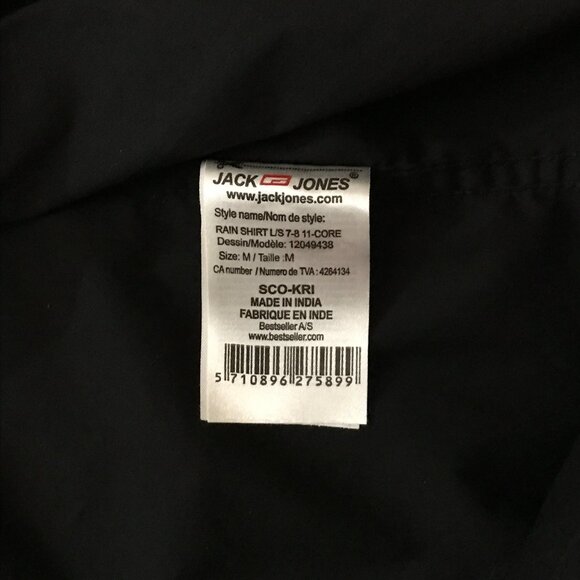 JACK JONES®
www.jackjones.com
Style name/Nom de style:
RAIN SHIRT L/S 7-8 11-CORE
Dessin/Modèle: 12049438
Size: M / Taille :M
CA number / Numero de TVA : 4264134
SCO-KRI
MADE IN INDIA
FABRIQUE EN INDE
Bestseller A/S
www.bestseller.com
5 710896 275899